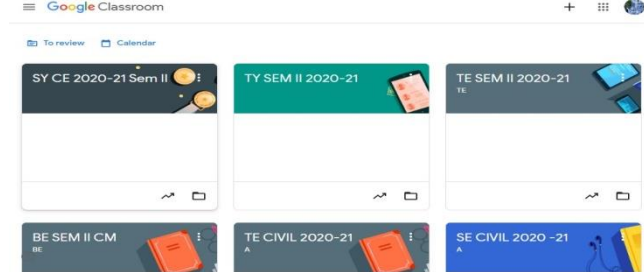 Google Classroom
To review Calendar
SY CE 2020-21 Sem II
TY SEM II 2020-21
TE SEM II 2020-21
TE
BE SEM II CM
BE
TE CIVIL 2020-21
A
SE CIVIL 2020 -21
A